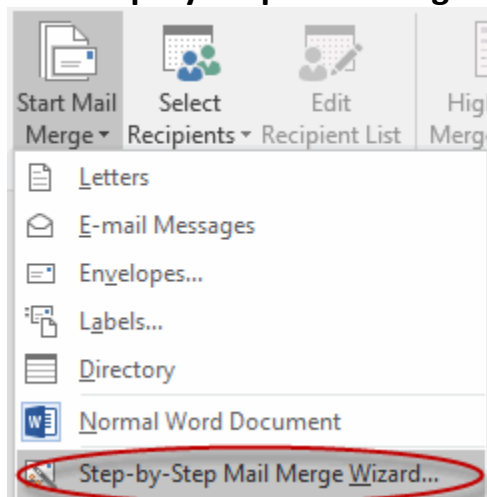 Start Mail Select Edit
Merge Recipients Recipient List
Letters
E-mail Messages
Envelopes...
Labels...
Directory
Normal Word Document
Step-by-Step Mail Merge Wizard...